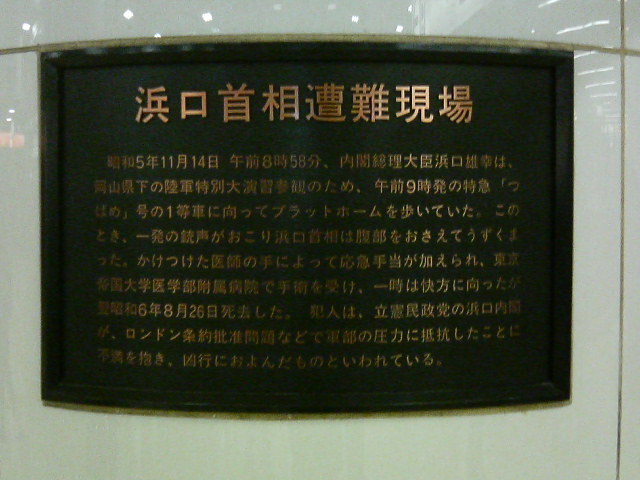 浜口首相遭難現場
昭和5年11月14日 午前8時58分、内閣総理大臣浜口雄幸は、
岡山県下の陸軍特別大演習参観のため、午前9時発の特急「つ
ばめ」号の1等車に向ってプラットホームを歩いていた。この
とき、一発の銃声がおこり浜口首相は腹部をおさえてうずくま
った。かけつけた医師の手によって応急手当が加えられ、東京
帝国大学医学部附属病院で手術を受け、一時は快方に向ったが
翌昭和6年8月26日死去した。 犯人は、立憲民政党の浜口内閣
が、ロンドン条約批准問題などで軍部の圧力に抵抗したことに
不満を抱き、凶行におよんだものといわれている。